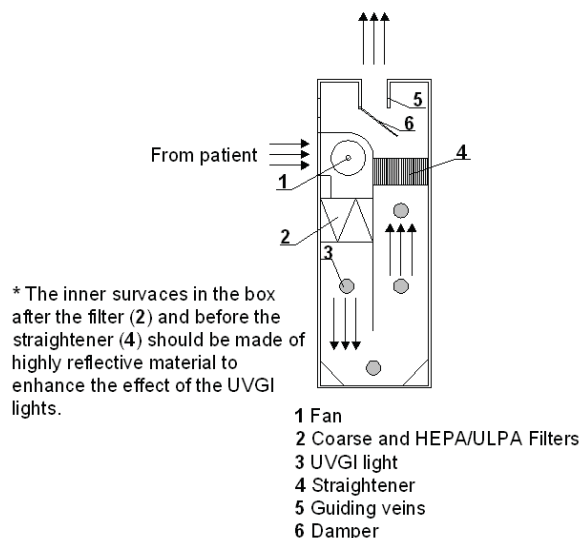 5
6
From patient
4
1
2
3
* The inner survaces in the box
after the filter (2) and before the
straightener (4) should be made of
highly reflective material to
enhance the effect of the UVGI
lights.
1 Fan
2 Coarse and HEPA/ULPA Filters
3 UVGI light
4 Straightener
5 Guiding veins
6 Damper